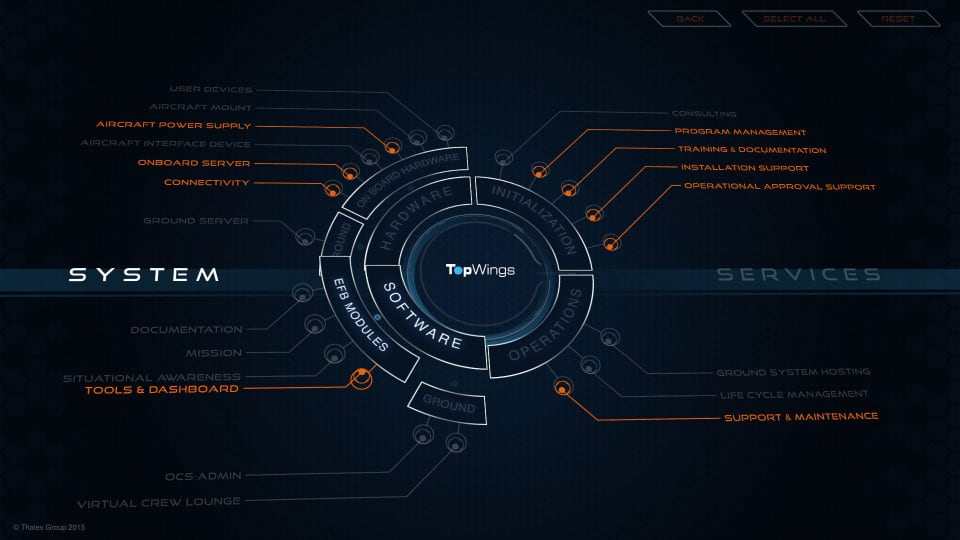 BACK
SELECT ALL
RESET
USER DEVICES
AIRCRAFT MOUNT
AIRCRAFT POWER SUPPLY
AIRCRAFT INTERFACE DEVICE
ONBOARD SERVER
CONNECTIVITY
GROUND SERVER
SYSTEM
DOCUMENTATION
MISSION
SITUATIONAL AWARENESS
TOOLS & DASHBOARD
OCS-ADMIN
VIRTUAL CREW LOUNGE
ON BOARD HARDWARE
HARDWARE
INITIALIZATION
TopWings
EFB MODULES
SOFTWARE
OPERATIONS
GROUND
CONSULTING
PROGRAM MANAGEMENT
TRAINING & DOCUMENTATION
INSTALLATION SUPPORT
OPERATIONAL APPROVAL SUPPORT
SERVICES
GROUND SYSTEM HOSTING
LIFE CYCLE MANAGEMENT
SUPPORT & MAINTENANCE
© Thales Group 2015